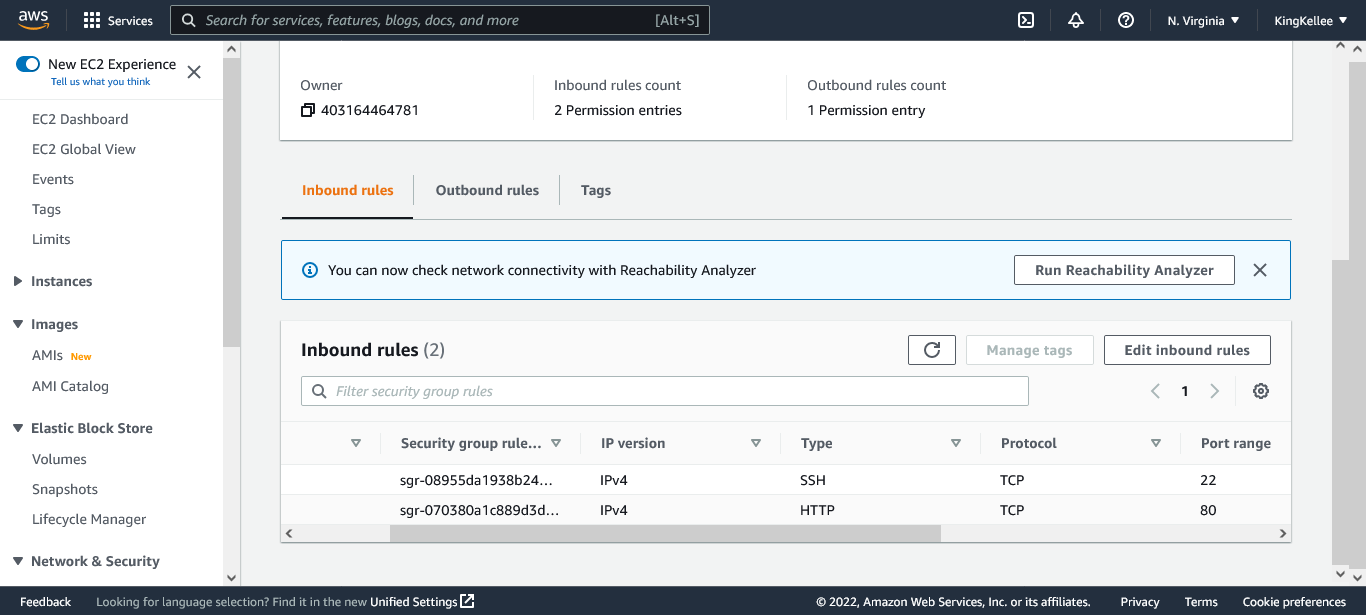 aws
Services
Search for services, features, blogs, docs, and more
[Alt+S]
N. Virginia
KingKellee
New EC2 Experience
Tell us what you think
EC2 Dashboard
EC2 Global View
Events
Tags
Limits
Instances
Images
AMIs New
AMI Catalog
Elastic Block Store
Volumes
Snapshots
Lifecycle Manager
Network & Security
Owner
403164464781
Inbound rules count
2 Permission entries
Outbound rules count
1 Permission entry
Inbound rules
Outbound rules
Tags
You can now check network connectivity with Reachability Analyzer
Run Reachability Analyzer
Inbound rules (2)
Manage tags
Edit inbound rules
Filter security group rules
1
Security group rule... IP version Type Protocol Port range
sgr-08955da1938b24... IPv4 SSH TCP 22
sgr-070380a1c889d3d... IPv4 HTTP TCP 80
Feedback
Looking for language selection? Find it in the new Unified Settings
© 2022, Amazon Web Services, Inc. or its affiliates.
Privacy
Terms
Cookie preferences